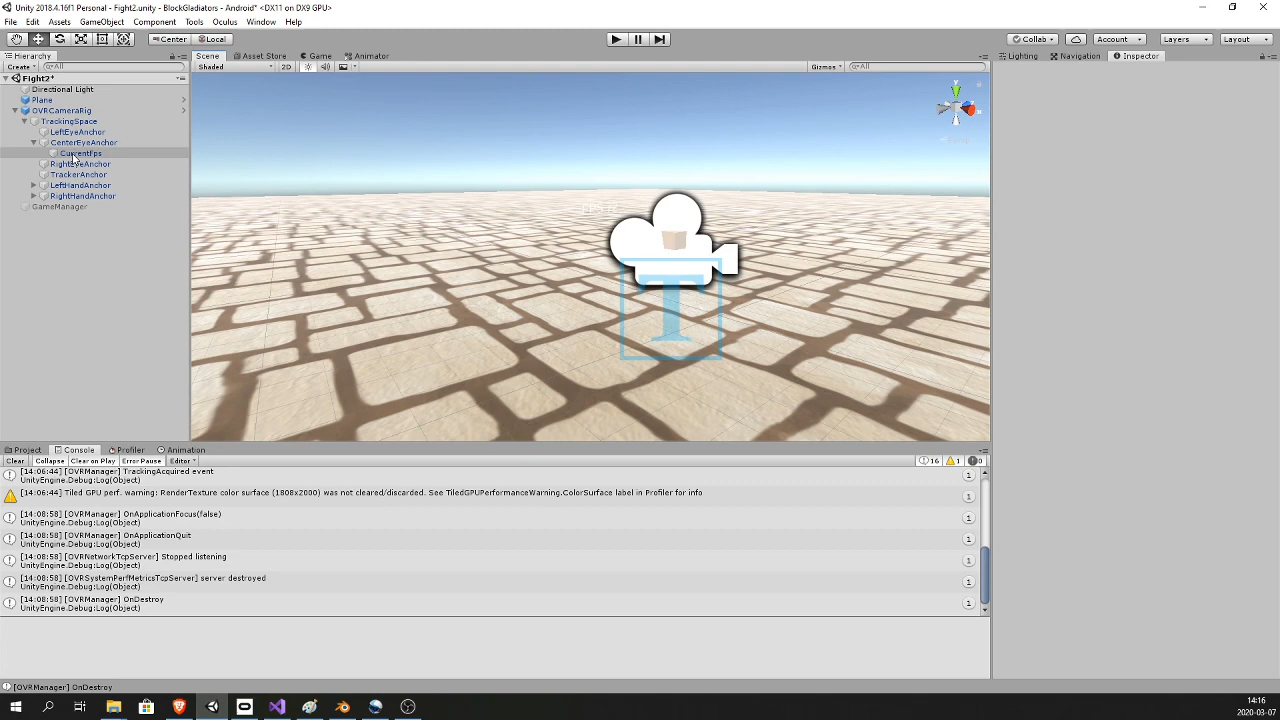 Unity 2018.4.16f1 Personal - Fight2.unity - BlockGladiators - Android* <DX11 on DX9 GPU>
File Edit Assets GameObject Component Tools Oculus Window Help
Center Local Collab Account Layers Layout
Hierarchy Scene Asset Store Game Animator Lighting Navigation Inspector
Create All Shaded 2D Gizmos All
Fight2*
Directional Light
Plane
OVRCameraRig
TrackingSpace
LeftEyeAnchor
CenterEyeAnchor
CurrentFps
RightEyeAnchor
TrackerAnchor
LeftHandAnchor
RightHandAnchor
GameManager
y
T
Project Console Profiler Animation
Clear Collapse Clear on Play Error Pause Editor 16 1 0
[14:06:44] [OVRManager] TrackingAcquired event
UnityEngine.Debug:Log(Object)
1
[14:06:44] Tiled GPU perf. warning: RenderTexture color surface (1808x2000) was not cleared/discarded. See TiledGPUPerformanceWarning.ColorSurface label in Profiler for info
1
[14:08:58] [OVRManager] OnApplicationFocus(false)
UnityEngine.Debug:Log(Object)
1
[14:08:58] [OVRManager] OnApplicationQuit
UnityEngine.Debug:Log(Object)
1
[14:08:58] [OVRNetworkTcpServer] Stopped listening
UnityEngine.Debug:Log(Object)
1
[14:08:58] [OVRSystemPerfMetricsTcpServer] server destroyed
UnityEngine.Debug:Log(Object)
1
[14:08:58] [OVRManager] OnDestroy
UnityEngine.Debug:Log(Object)
1
[OVRManager] OnDestroy
14:16
2020-03-07